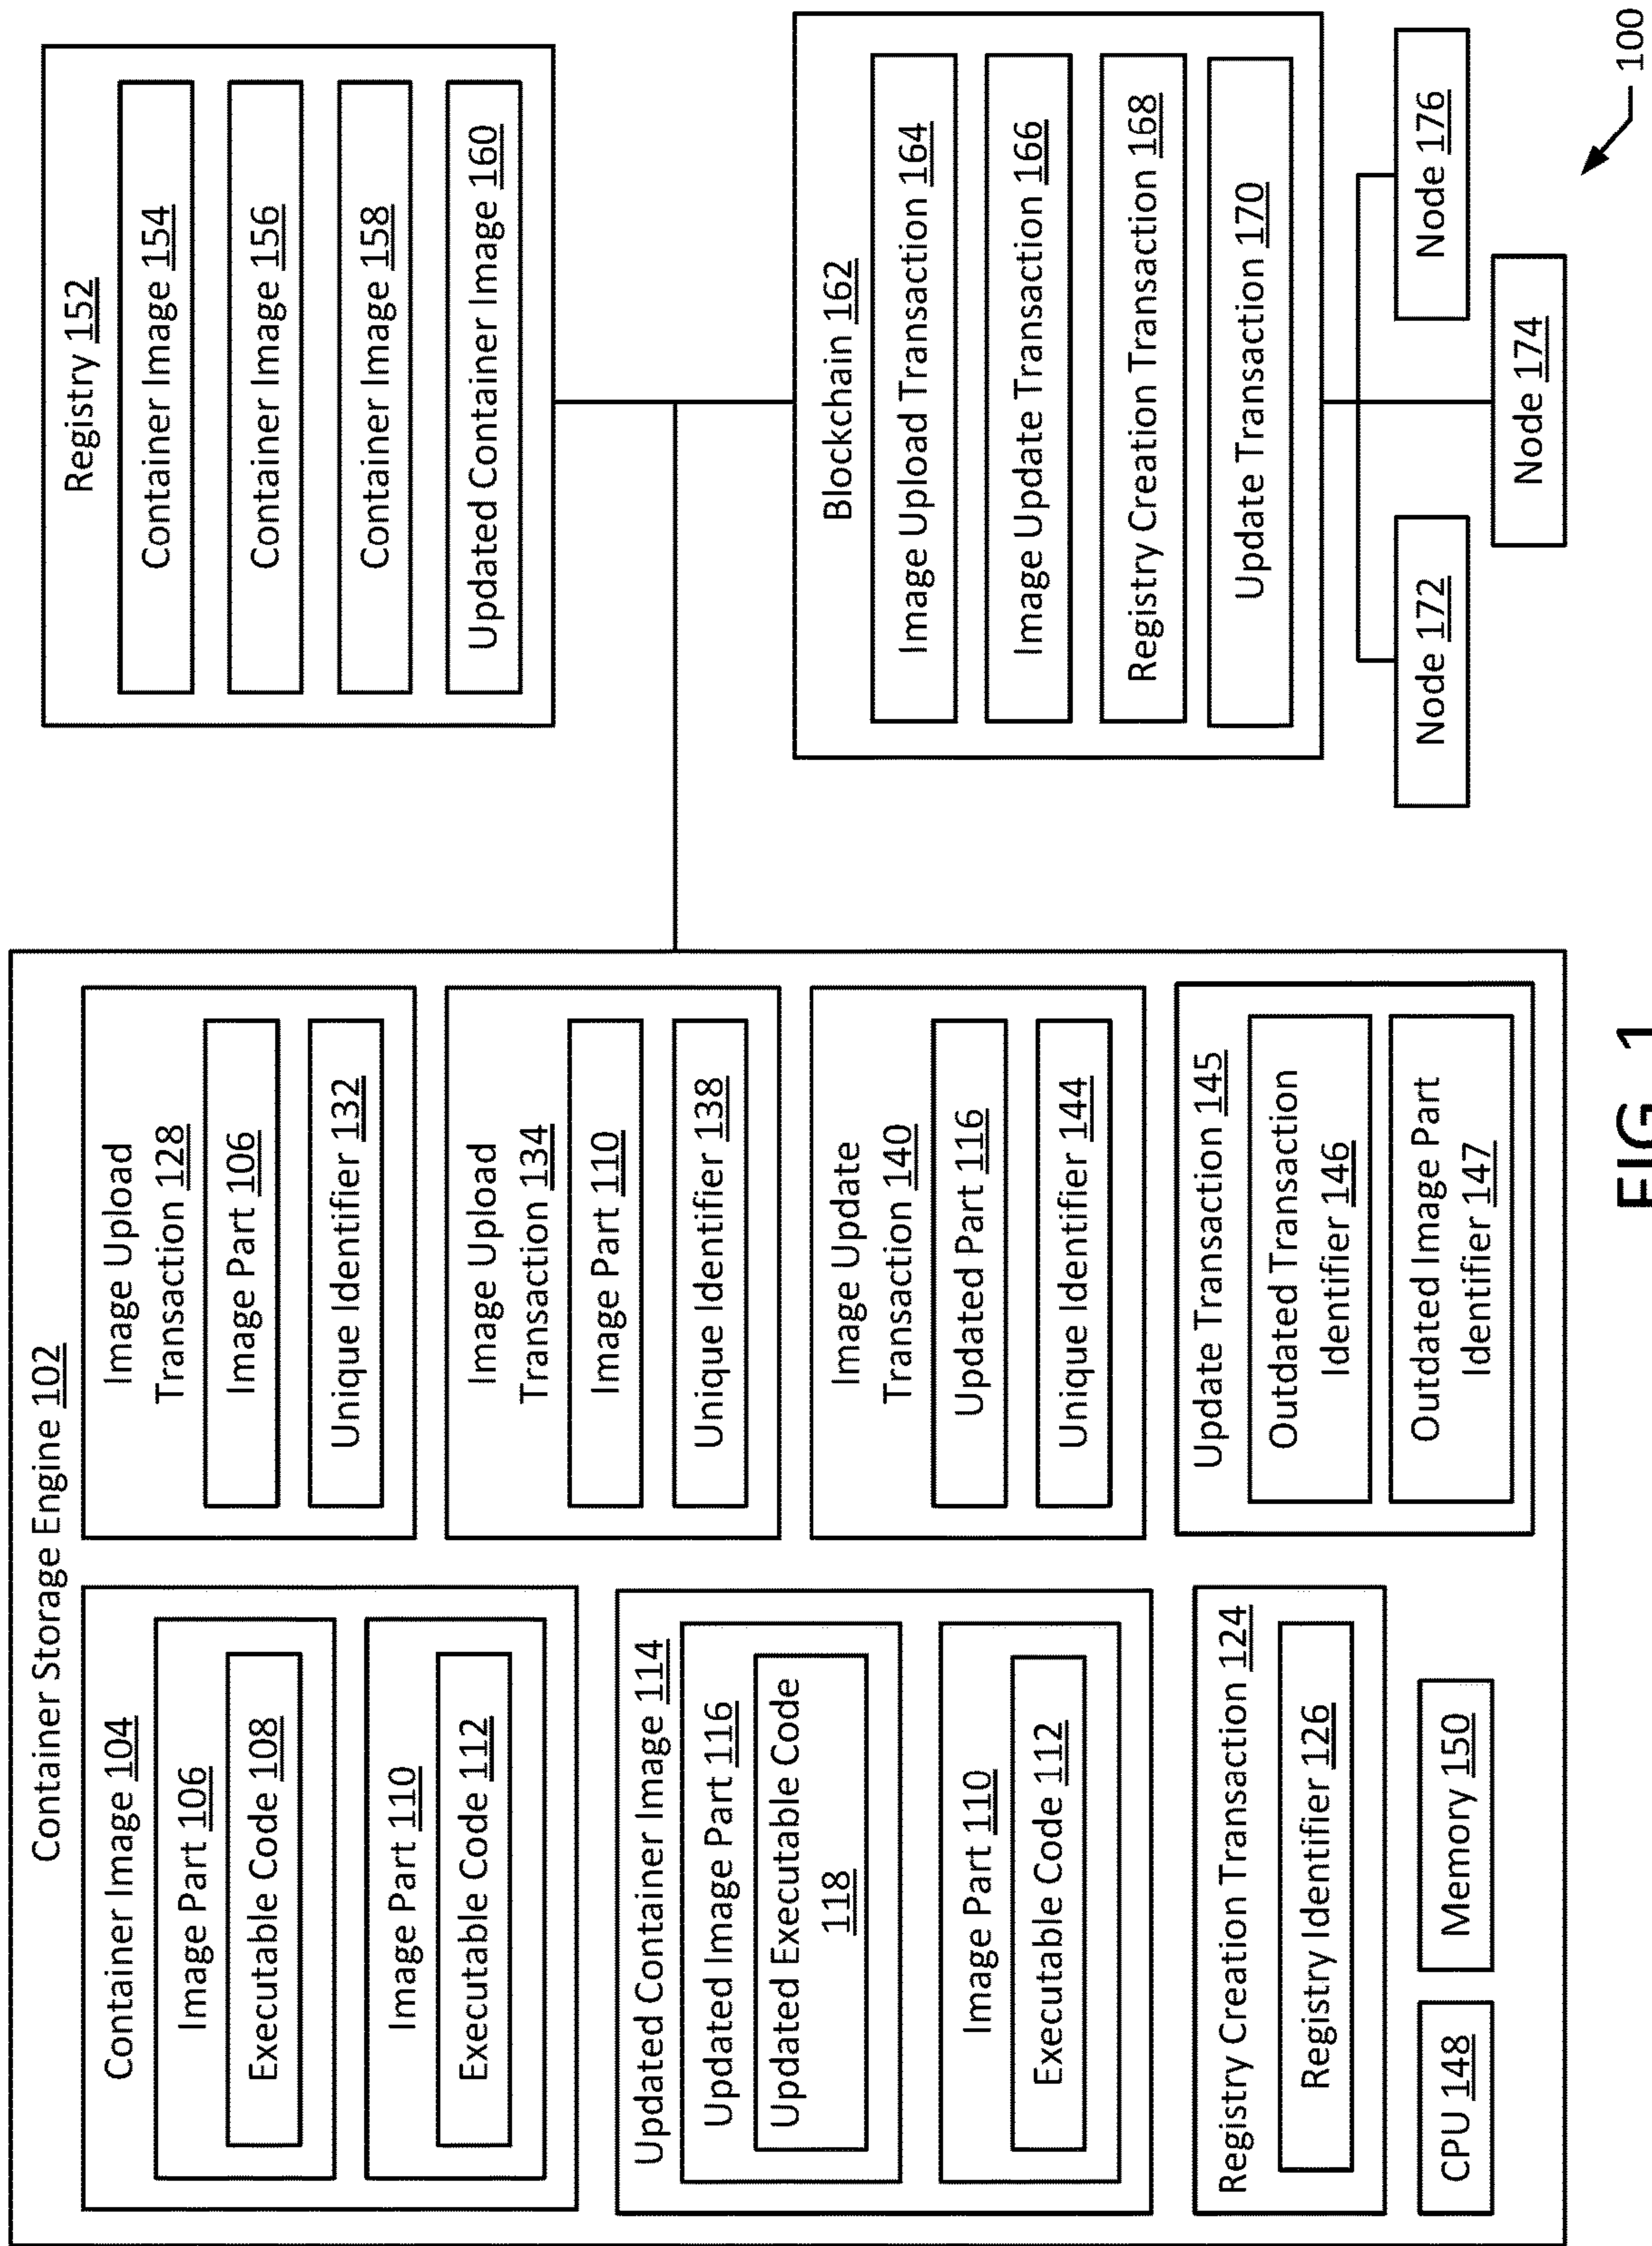 Container Storage Engine 102
Container Image 104
Image Part 106
Executable Code 108
Image Part 110
Executable Code 112
Updated Container Image 114
Updated Image Part 116
Updated Executable Code
118
Image Part 110
Executable Code 112
Registry Creation Transaction 124
Registry Identifier 126
CPU 148
Memory 150
Image Upload
Transaction 128
Image Part 106
Unique Identifier 132
Image Upload
Transaction 134
Image Part 110
Unique Identifier 138
Image Update
Transaction 140
Updated Part 116
Unique Identifier 144
Update Transaction 145
Outdated Transaction
Identifier 146
Outdated Image Part
Identifier 147
Registry 152
Container Image 154
Container Image 156
Container Image 158
Updated Container Image 160
Blockchain 162
Image Upload Transaction 164
Image Update Transaction 166
Registry Creation Transaction 168
Update Transaction 170
Node 172
Node 174
Node 176
100
FIG. 1